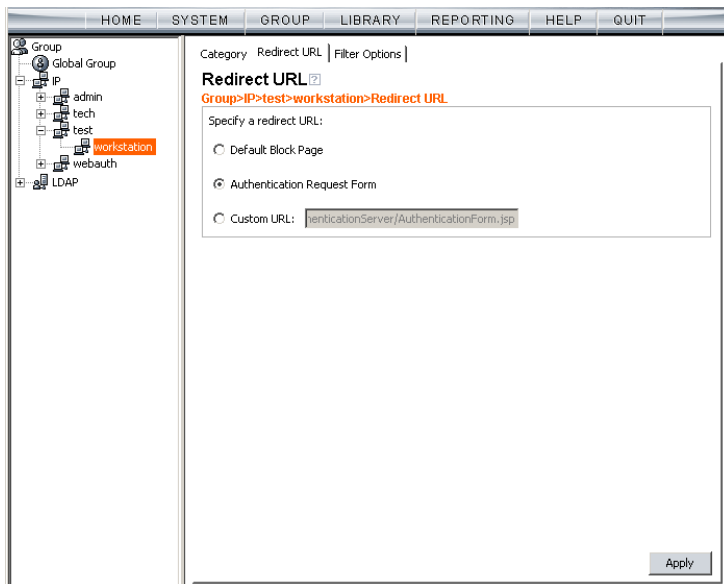 HOME SYSTEM GROUP LIBRARY REPORTING HELP QUIT
Group
Global Group
IP
admin
tech
test
workstation
webauth
LDAP
Category Redirect URL Filter Options
Redirect URL ?
Group>IP>test>workstation>Redirect URL
Specify a redirect URL:
Default Block Page
Authentication Request Form
Custom URL: henticationServer/AuthenticationForm.jsp
Apply